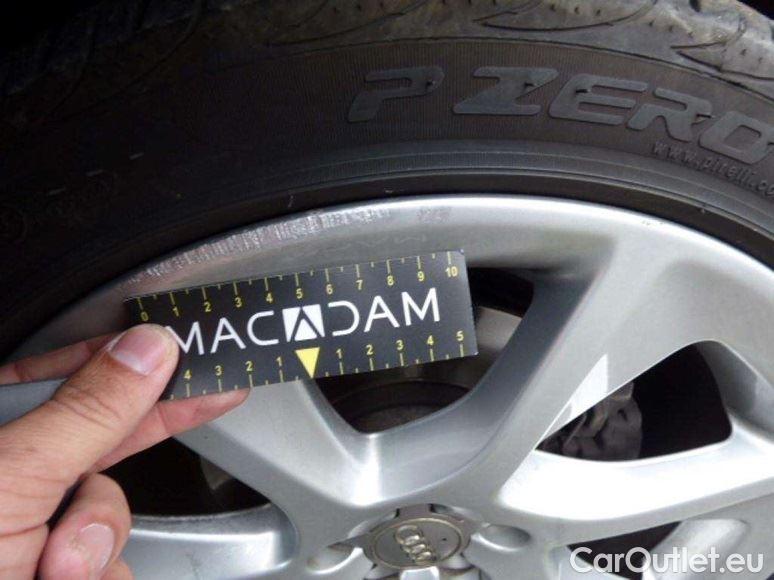 P ZERO
www.pirelli.co
0 1 2 3 4 5 6 7 8 9 10
MACADAM
4 3 2 1 1 2 3 4 5
CarOutlet.eu